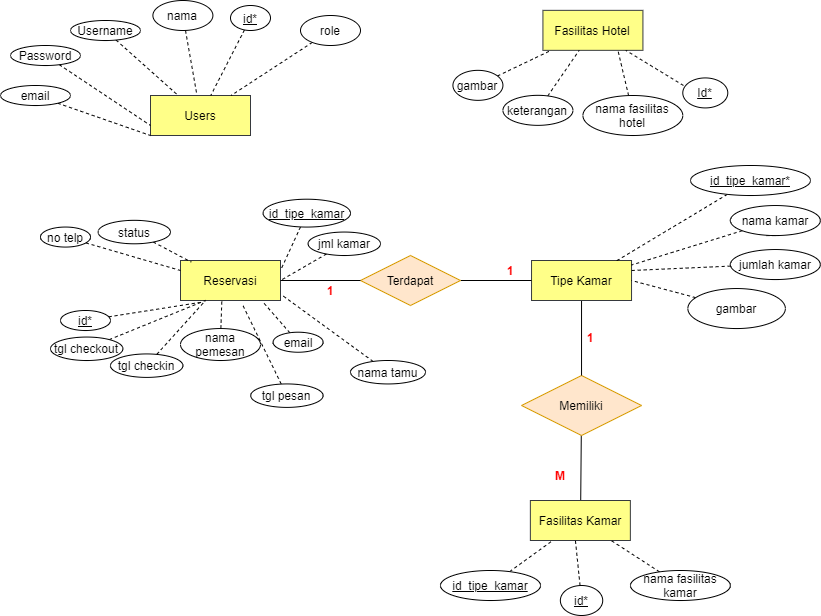 nama
id*
role
Username
Password
email
Users
Fasilitas Hotel
gambar
keterangan
nama fasilitas
hotel
Id*
id_tipe_kamar*
nama kamar
jumlah kamar
gambar
id_tipe_kamar
jml kamar
status
no telp
Reservasi
1
Terdapat
1
Tipe Kamar
id*
tgl checkout
tgl checkin
nama
pemesan
email
nama tamu
tgl pesan
1
Memiliki
M
Fasilitas Kamar
id_tipe_kamar
id*
nama fasilitas
kamar